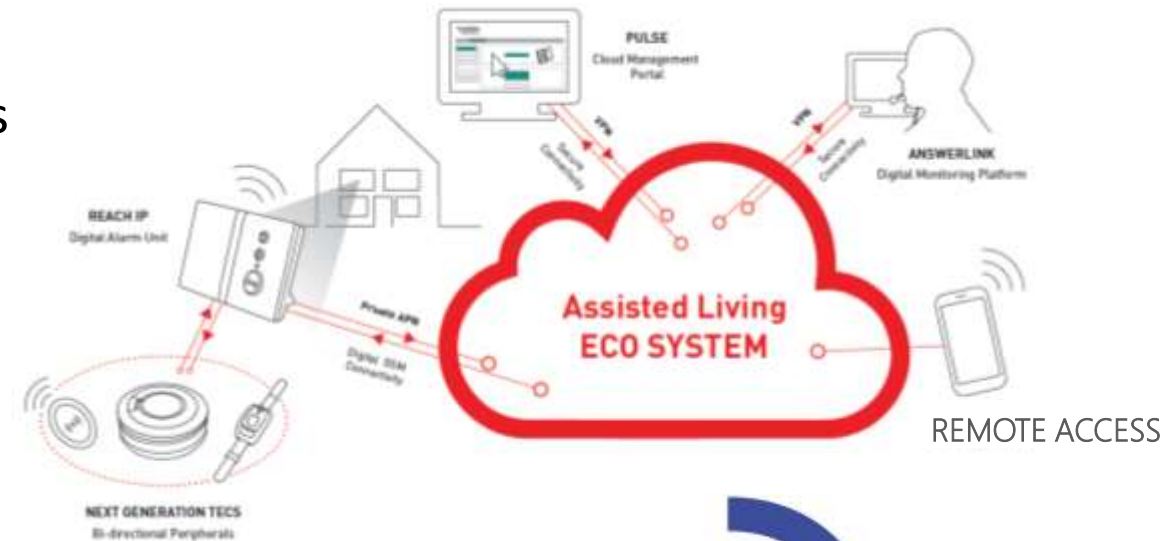 S
PULSE
Cloud Management
Portal
VPN
Secure
Connectivity
VPN
Secure
Connectivity
ANSWERLINK
Digital Monitoring Platform
REACH IP
Digital Alarm Unit
Private APN
Digital GSM
Connectivity
Assisted Living
ECO SYSTEM
REMOTE ACCESS
NEXT GENERATION TECS
Bi-directional Peripherals